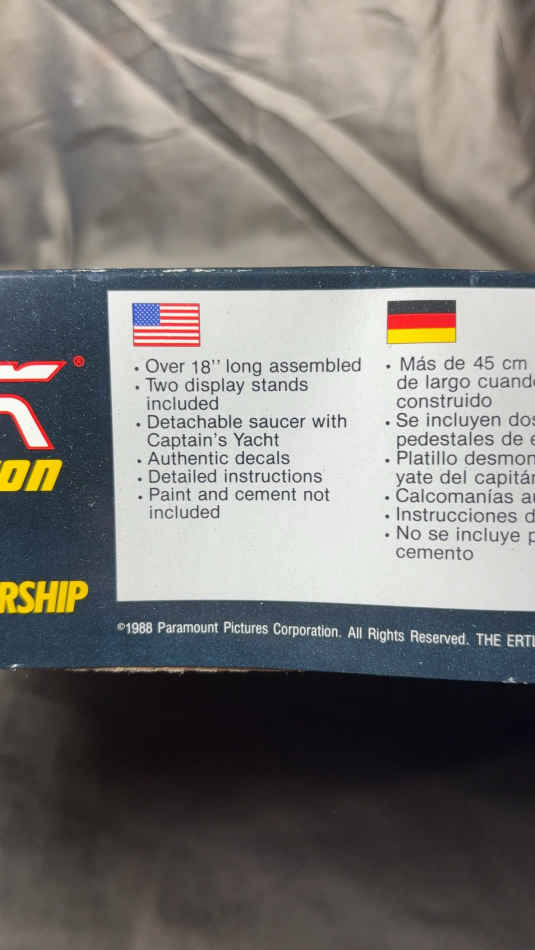 ®
• Over 18'' long assembled
• Two display stands
included
• Detachable saucer with
Captain's Yacht
• Authentic decals
• Detailed instructions
• Paint and cement not
included
• Más de 45 cm
de largo cuand
construido
• Se incluyen dos
pedestales de e
• Platillo desmon
yate del capitá
• Calcomanías au
• Instrucciones d
• No se incluye p
cemento
©1988 Paramount Pictures Corporation. All Rights Reserved. THE ERTL
R
on
RSHIP